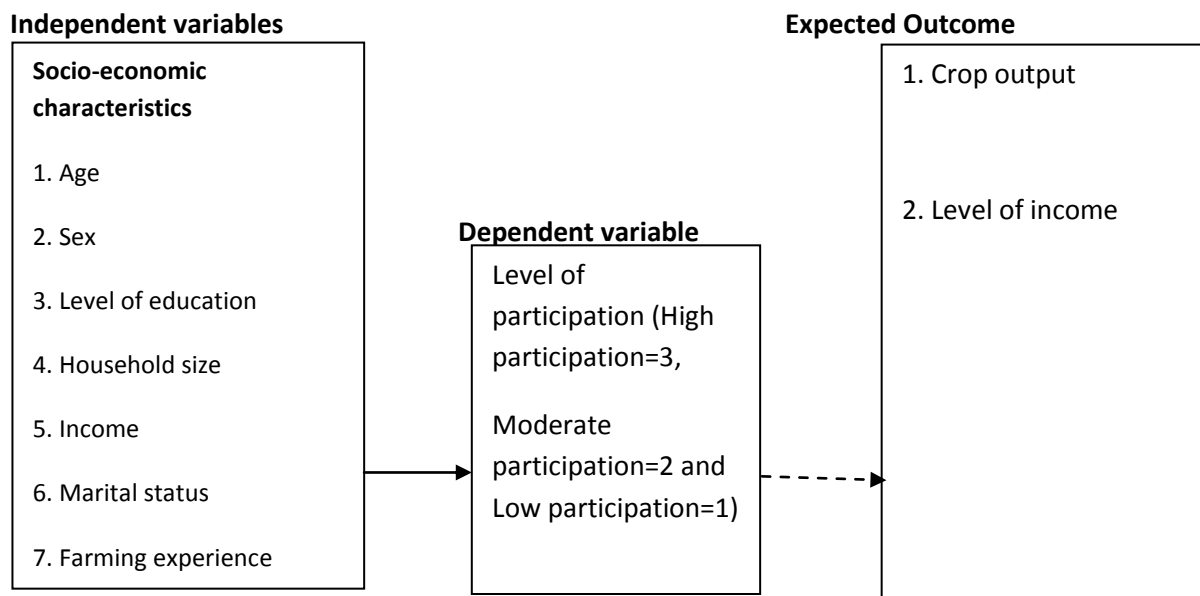 Independent variables
Socio-economic
characteristics
1. Age
2. Sex
3. Level of education
4. Household size
5. Income
6. Marital status
7. Farming experience
Dependent variable
Level of
participation (High
participation=3,
Moderate
participation=2 and
Low participation=1)
Expected Outcome
1. Crop output
2. Level of income